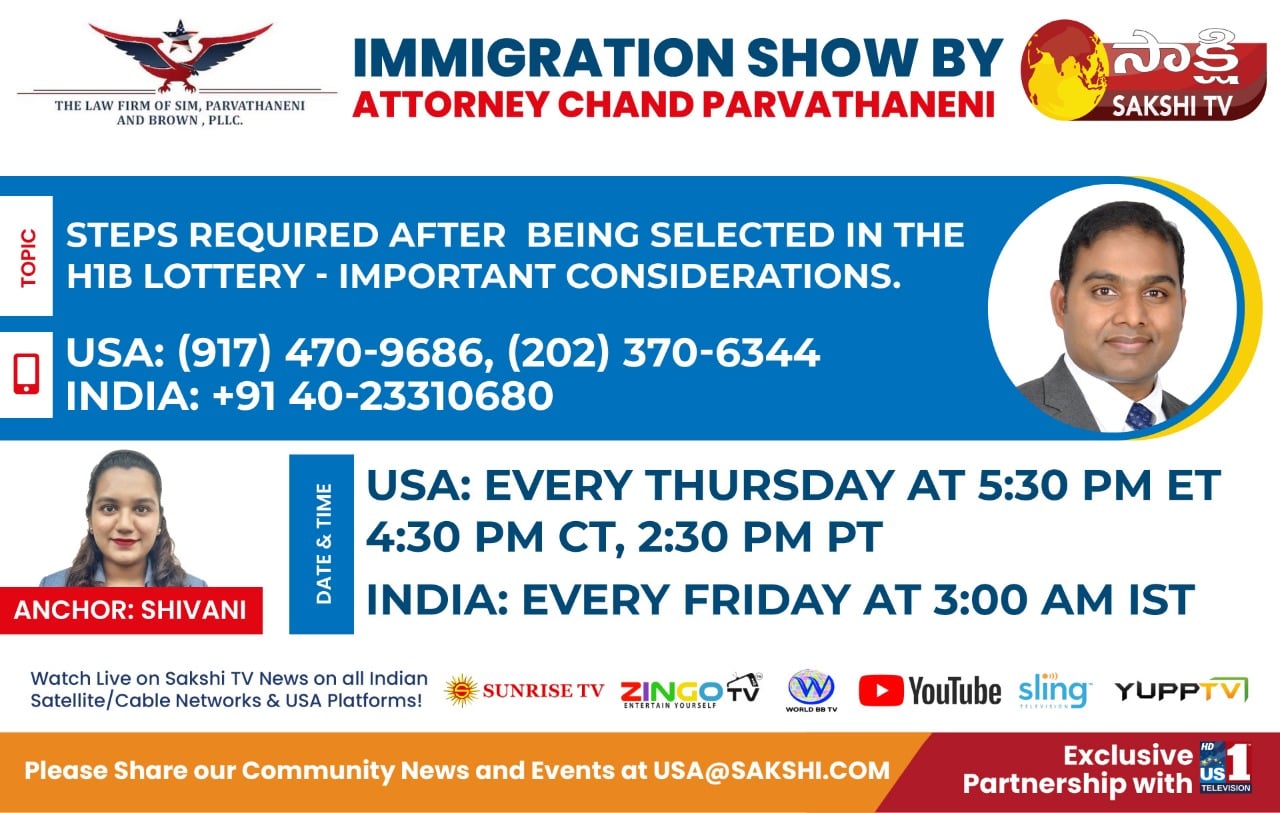 THE LAW FIRM OF SIM, PARVATHANENI
AND BROWN , PLLC.
IMMIGRATION SHOW BY
ATTORNEY CHAND PARVATHANENI
సాక్షి
SAKSHI TV
TOPIC
STEPS REQUIRED AFTER BEING SELECTED IN THE
H1B LOTTERY - IMPORTANT CONSIDERATIONS.
USA: (917) 470-9686, (202) 370-6344
INDIA: +91 40-23310680
ANCHOR: SHIVANI
DATE & TIME
USA: EVERY THURSDAY AT 5:30 PM ET
4:30 PM CT, 2:30 PM PT
INDIA: EVERY FRIDAY AT 3:00 AM IST
Watch Live on Sakshi TV News on all Indian
Satellite/Cable Networks & USA Platforms!
SUNRISE TV
ZINGO TV
ENTERTAIN YOURSELF
W
WORLD BB TV
YouTube
sling
TELEVISION
YUPPTV
Please Share our Community News and Events at USA@SAKSHI.COM
Exclusive
Partnership with
HD
US 1
TELEVISION